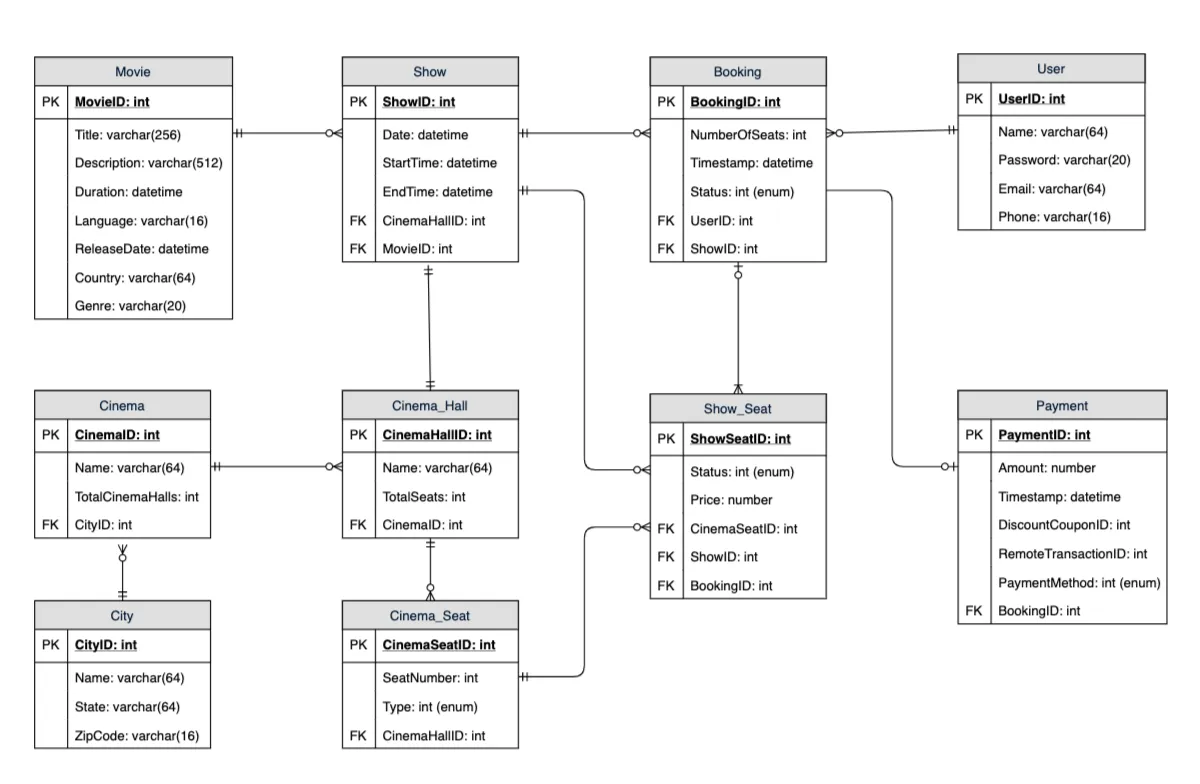 Movie
PK MovieID: int
Title: varchar(256)
Description: varchar(512)
Duration: datetime
Language: varchar(16)
ReleaseDate: datetime
Country: varchar(64)
Genre: varchar(20)
Show
PK ShowID: int
Date: datetime
StartTime: datetime
EndTime: datetime
FK CinemaHallID: int
FK MovieID: int
Booking
PK BookingID: int
NumberOfSeats: int
Timestamp: datetime
Status: int (enum)
FK UserID: int
FK ShowID: int
User
PK UserID: int
Name: varchar(64)
Password: varchar(20)
Email: varchar(64)
Phone: varchar(16)
Cinema
PK CinemaID: int
Name: varchar(64)
TotalCinemaHalls: int
FK CityID: int
Cinema_Hall
PK CinemaHallID: int
Name: varchar(64)
TotalSeats: int
FK CinemaID: int
Show_Seat
PK ShowSeatID: int
Status: int (enum)
Price: number
FK CinemaSeatID: int
FK ShowID: int
FK BookingID: int
Payment
PK PaymentID: int
Amount: number
Timestamp: datetime
DiscountCouponID: int
RemoteTransactionID: int
PaymentMethod: int (enum)
FK BookingID: int
City
PK CityID: int
Name: varchar(64)
State: varchar(64)
ZipCode: varchar(16)
Cinema_Seat
PK CinemaSeatID: int
SeatNumber: int
Type: int (enum)
FK CinemaHallID: int